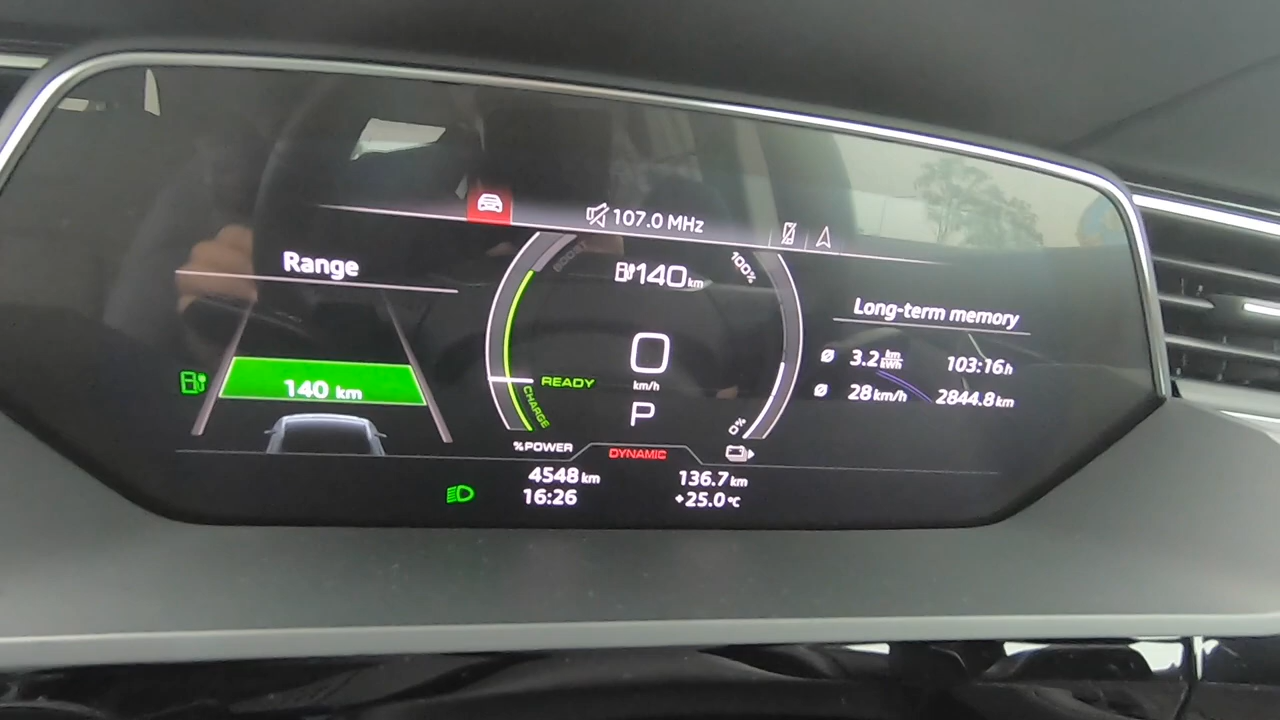 107.0 MHz
Range
140 km
BOOST
100%
140 km
0
km/h
READY
P
CHARGE
0%
%POWER
DYNAMIC
4548 km
136.7 km
16:26
+25.0 °C
Long-term memory
Ø 3.2 km/kWh 103:16 h
Ø 28 km/h 2844.8 km